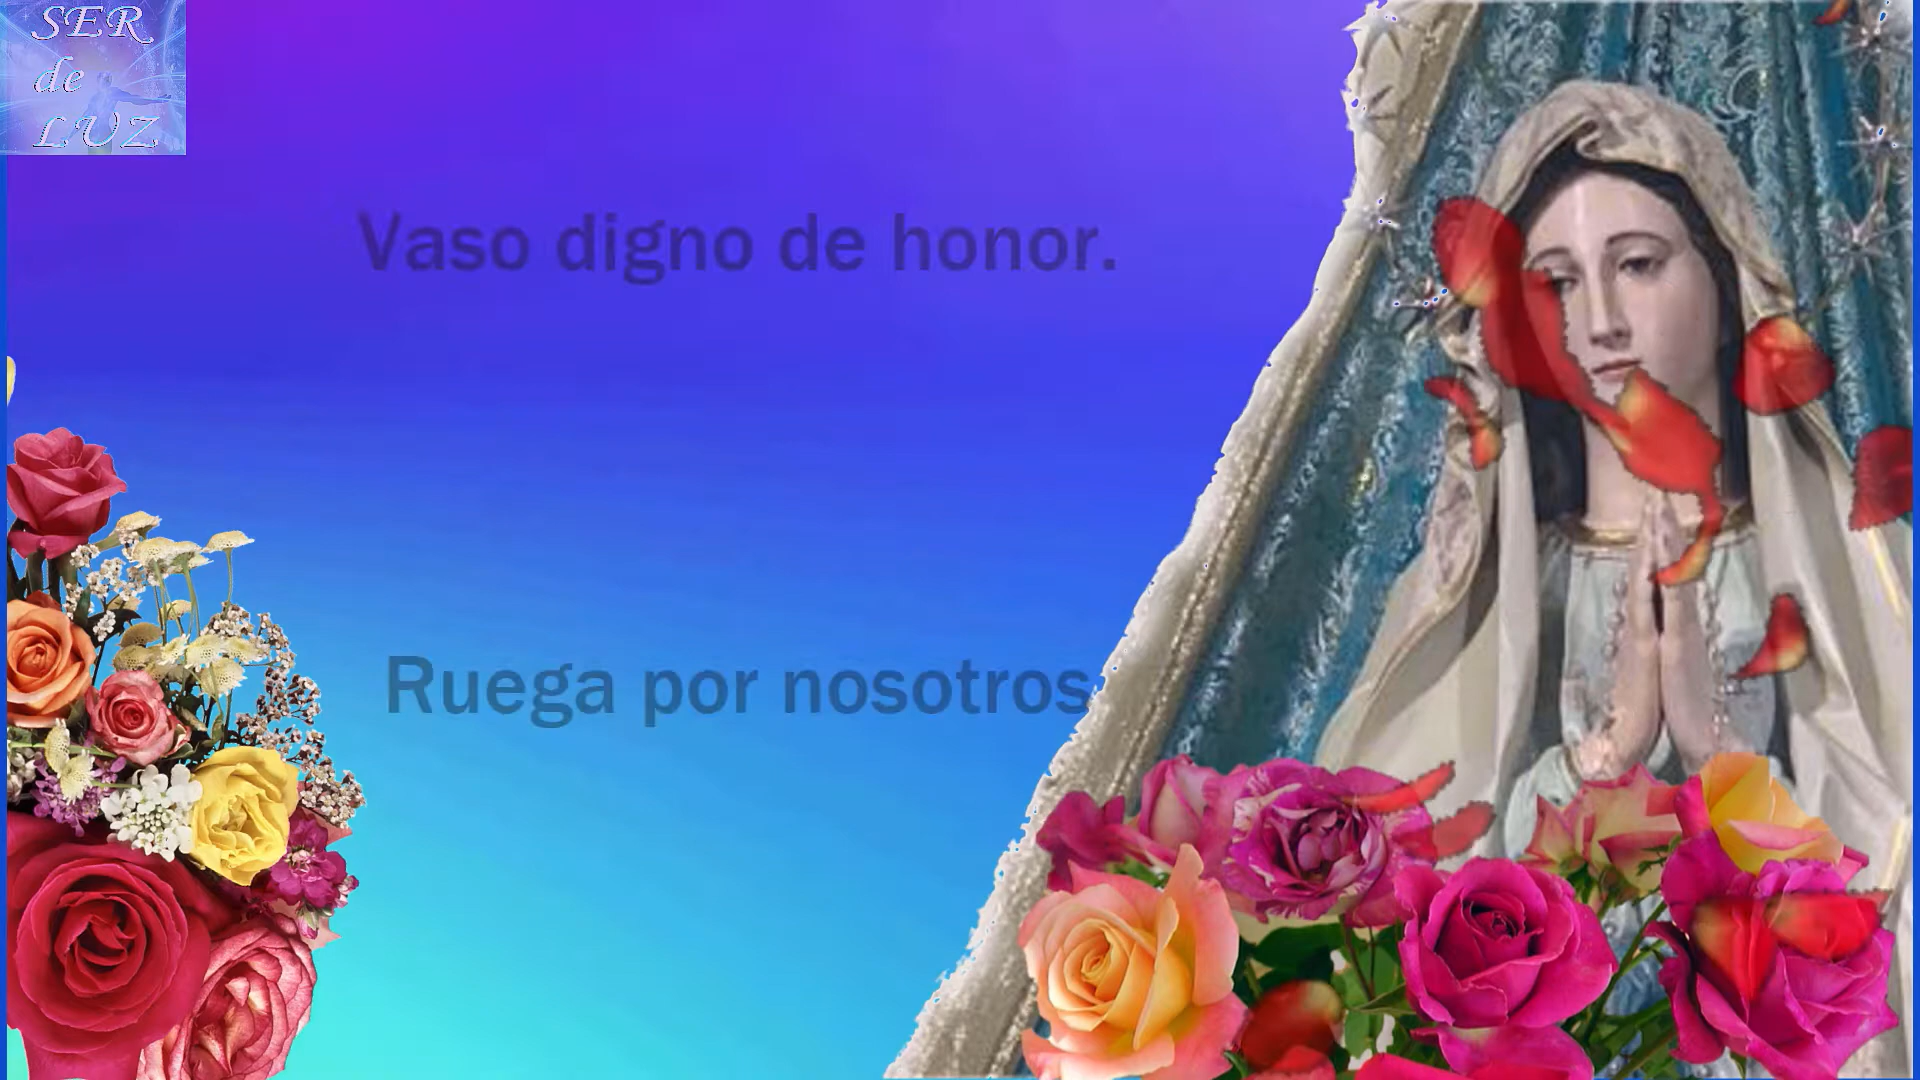 SER
de
LUZ
Vaso digno de honor.
Ruega por nosotros